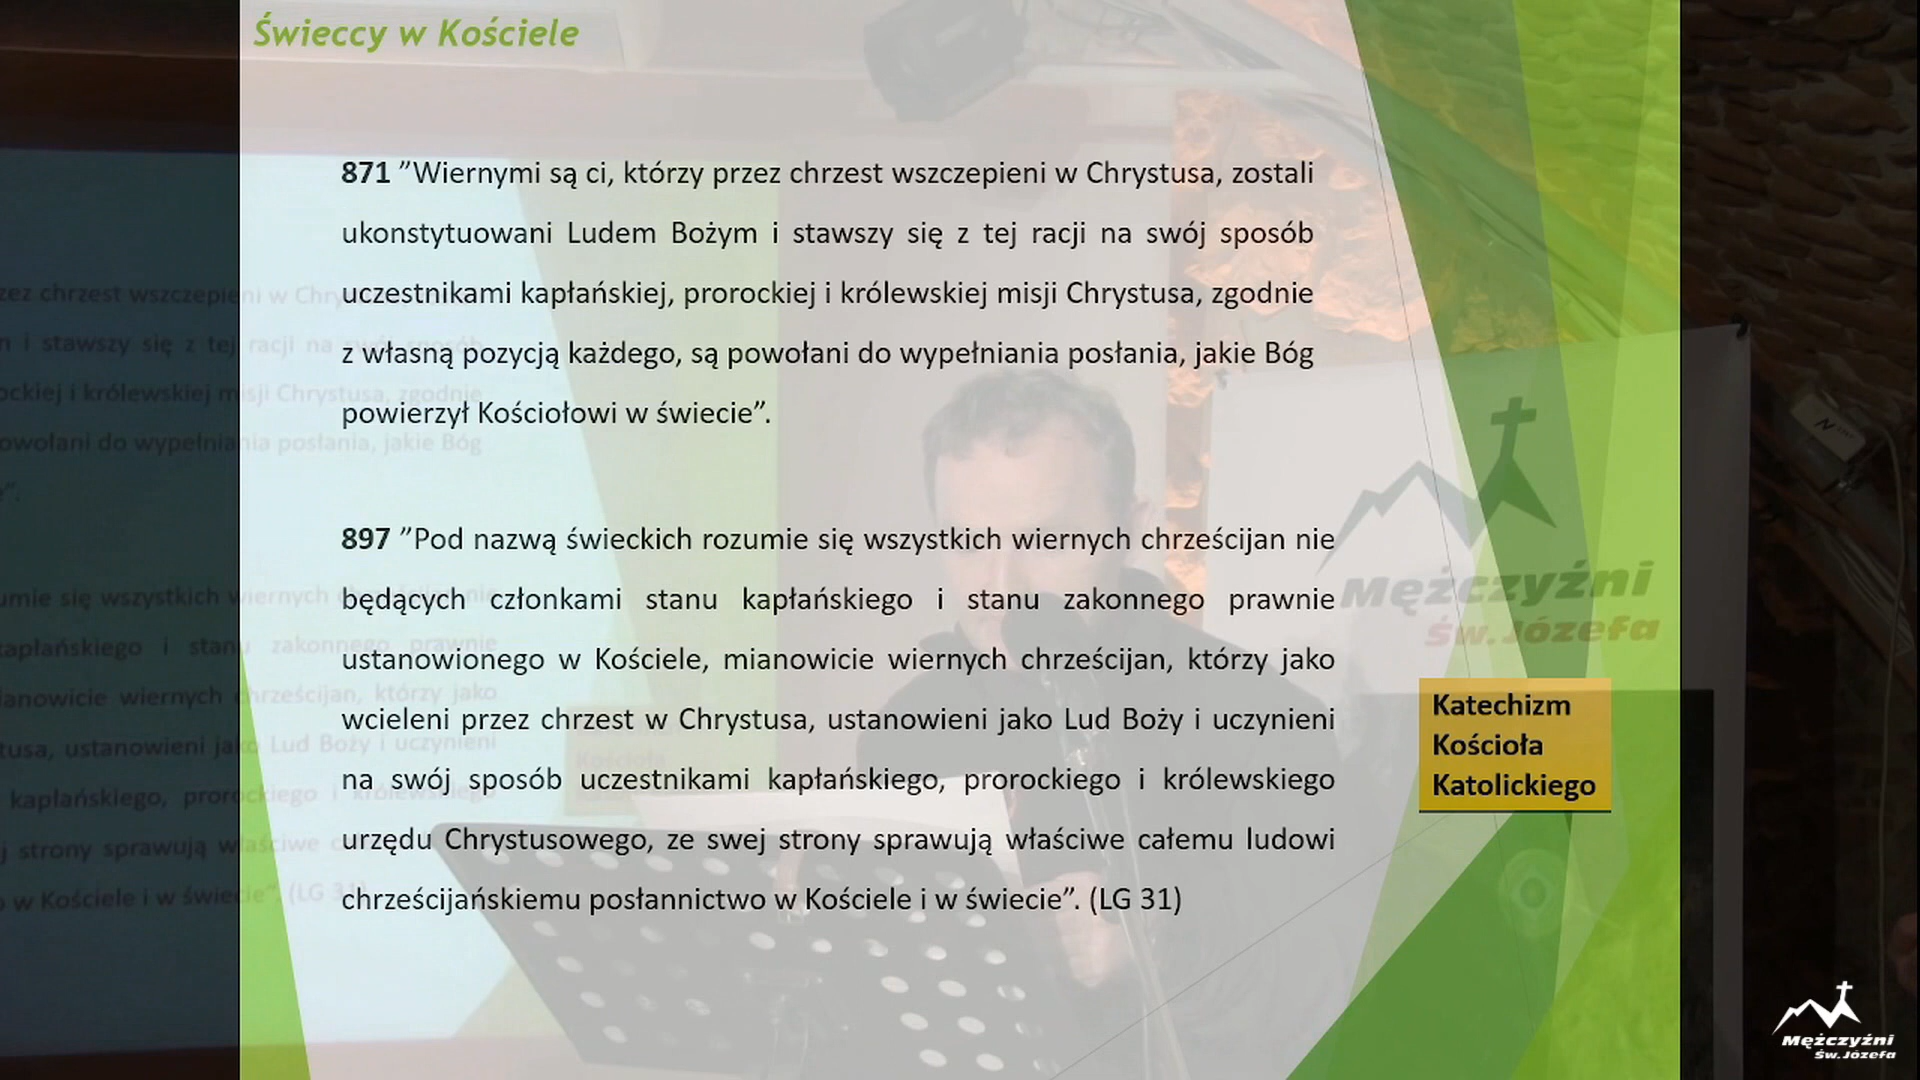 Świeccy w Kościele
871 ”Wiernymi są ci, którzy przez chrzest wszczepieni w Chrystusa, zostali
ukonstytuowani Ludem Bożym i stawszy się z tej racji na swój sposób
uczestnikami kapłańskiej, prorockiej i królewskiej misji Chrystusa, zgodnie
z własną pozycją każdego, są powołani do wypełniania posłania, jakie Bóg
powierzył Kościołowi w świecie”.
897 ”Pod nazwą świeckich rozumie się wszystkich wiernych chrześcijan nie
będących członkami stanu kapłańskiego i stanu zakonnego prawnie
ustanowionego w Kościele, mianowicie wiernych chrześcijan, którzy jako
wcieleni przez chrzest w Chrystusa, ustanowieni jako Lud Boży i uczynieni
na swój sposób uczestnikami kapłańskiego, prorockiego i królewskiego
urzędu Chrystusowego, ze swej strony sprawują właściwe całemu ludowi
chrześcijańskiemu posłannictwo w Kościele i w świecie”. (LG 31)
Mężczyźni
św.Józefa
Katechizm
Kościoła
Katolickiego
Mężczyźni
św.Józefa